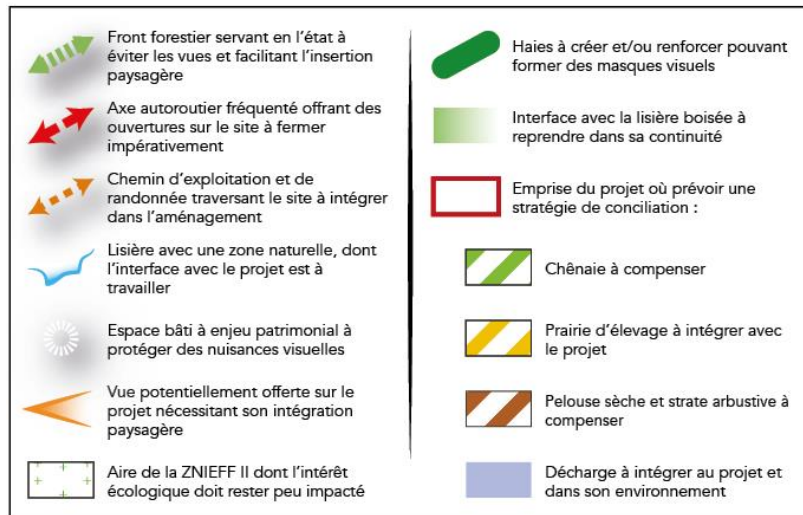 Front forestier servant en l'état à
éviter les vues et facilitant l'insertion
paysagère
Axe autoroutier fréquenté offrant des
ouvertures sur le site à fermer
impérativement
Chemin d'exploitation et de
randonnée traversant le site à intégrer
dans l'aménagement
Lisière avec une zone naturelle, dont
l'interface avec le projet est à
travailler
Espace bâti à enjeu patrimonial à
protéger des nuisances visuelles
Vue potentiellement offerte sur le
projet nécessitant son intégration
paysagère
Aire de la ZNIEFF II dont l'intérêt
écologique doit rester peu impacté
Haies à créer et/ou renforcer pouvant
former des masques visuels
Interface avec la lisière boisée à
reprendre dans sa continuité
Emprise du projet où prévoir une
stratégie de conciliation :
Chênaie à compenser
Prairie d'élevage à intégrer avec
le projet
Pelouse sèche et strate arbustive à
compenser
Décharge à intégrer au projet et
dans son environnement